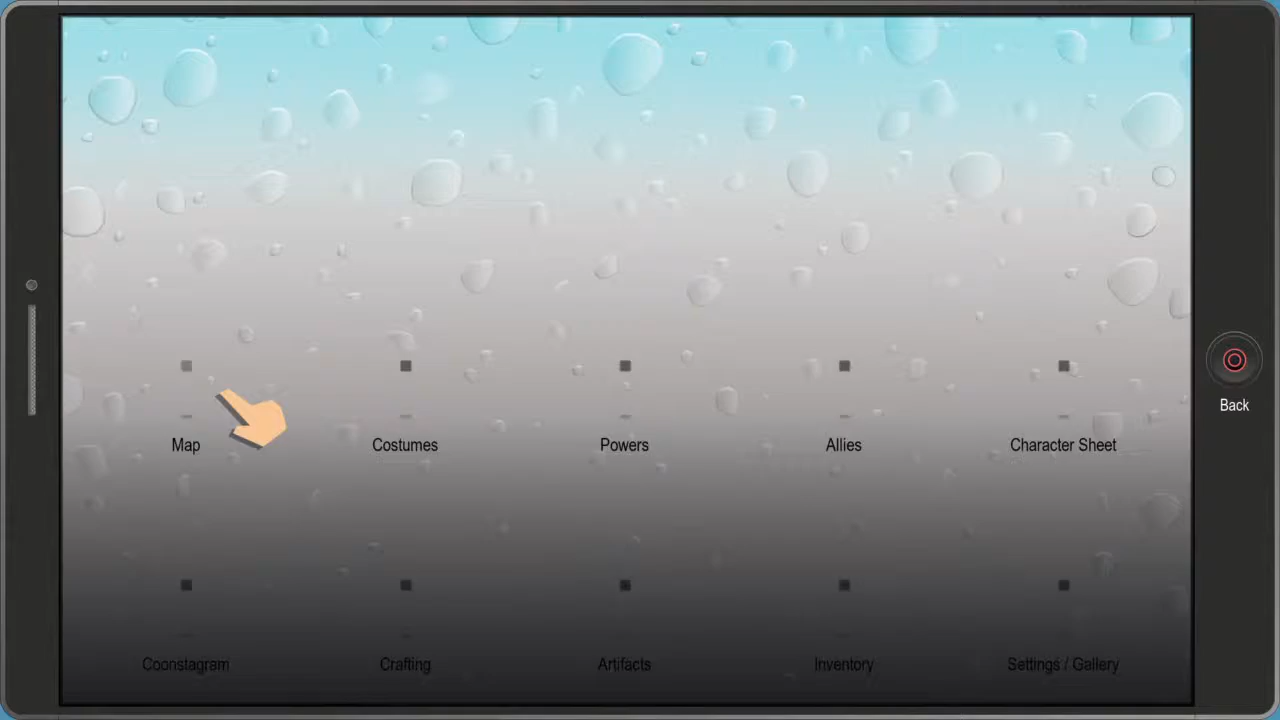 Map
Costumes
Powers
Allies
Character Sheet
Back
Coonstagram
Crafting
Artifacts
Inventory
Settings / Gallery